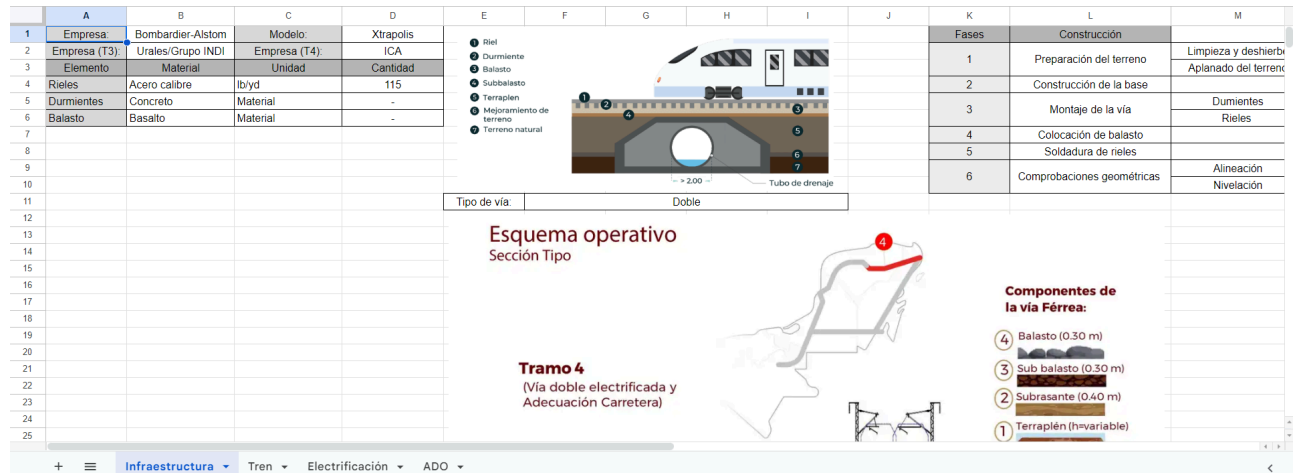 A B C D E F G H I J K L M
1 Empresa: Bombardier-Alstom Modelo: Xtrapolis
2 Empresa (T3): Urales/Grupo INDI Empresa (T4): ICA
3 Elemento Material Unidad Cantidad
4 Rieles Acero calibre lb/yd 115
5 Durmientes Concreto Material -
6 Balasto Basalto Material -
7
8
9
10
11
12
13
14
15
16
17
18
19
20
21
22
23
24
25
1 Riel
2 Durmiente
3 Balasto
4 Subbalasto
5 Terraplen
6 Mejoramiento de
terreno
7 Terreno natural
1
2
3
4
5
6
7
> 2.00
Tubo de drenaje
Tipo de vía: Doble
Fases Construcción
1 Preparación del terreno Limpieza y deshierbe
Aplanado del terreno
2 Construcción de la base
3 Montaje de la vía Dumientes
Rieles
4 Colocación de balasto
5 Soldadura de rieles
6 Comprobaciones geométricas Alineación
Nivelación
Esquema operativo
Sección Tipo
4
Tramo 4
(Vía doble electrificada y
Adecuación Carretera)
Componentes de
la vía Férrea:
4 Balasto (0.30 m)
3 Sub balasto (0.30 m)
2 Subrasante (0.40 m)
1 Terraplén (h=variable)
+ Infraestructura Tren Electrificación ADO